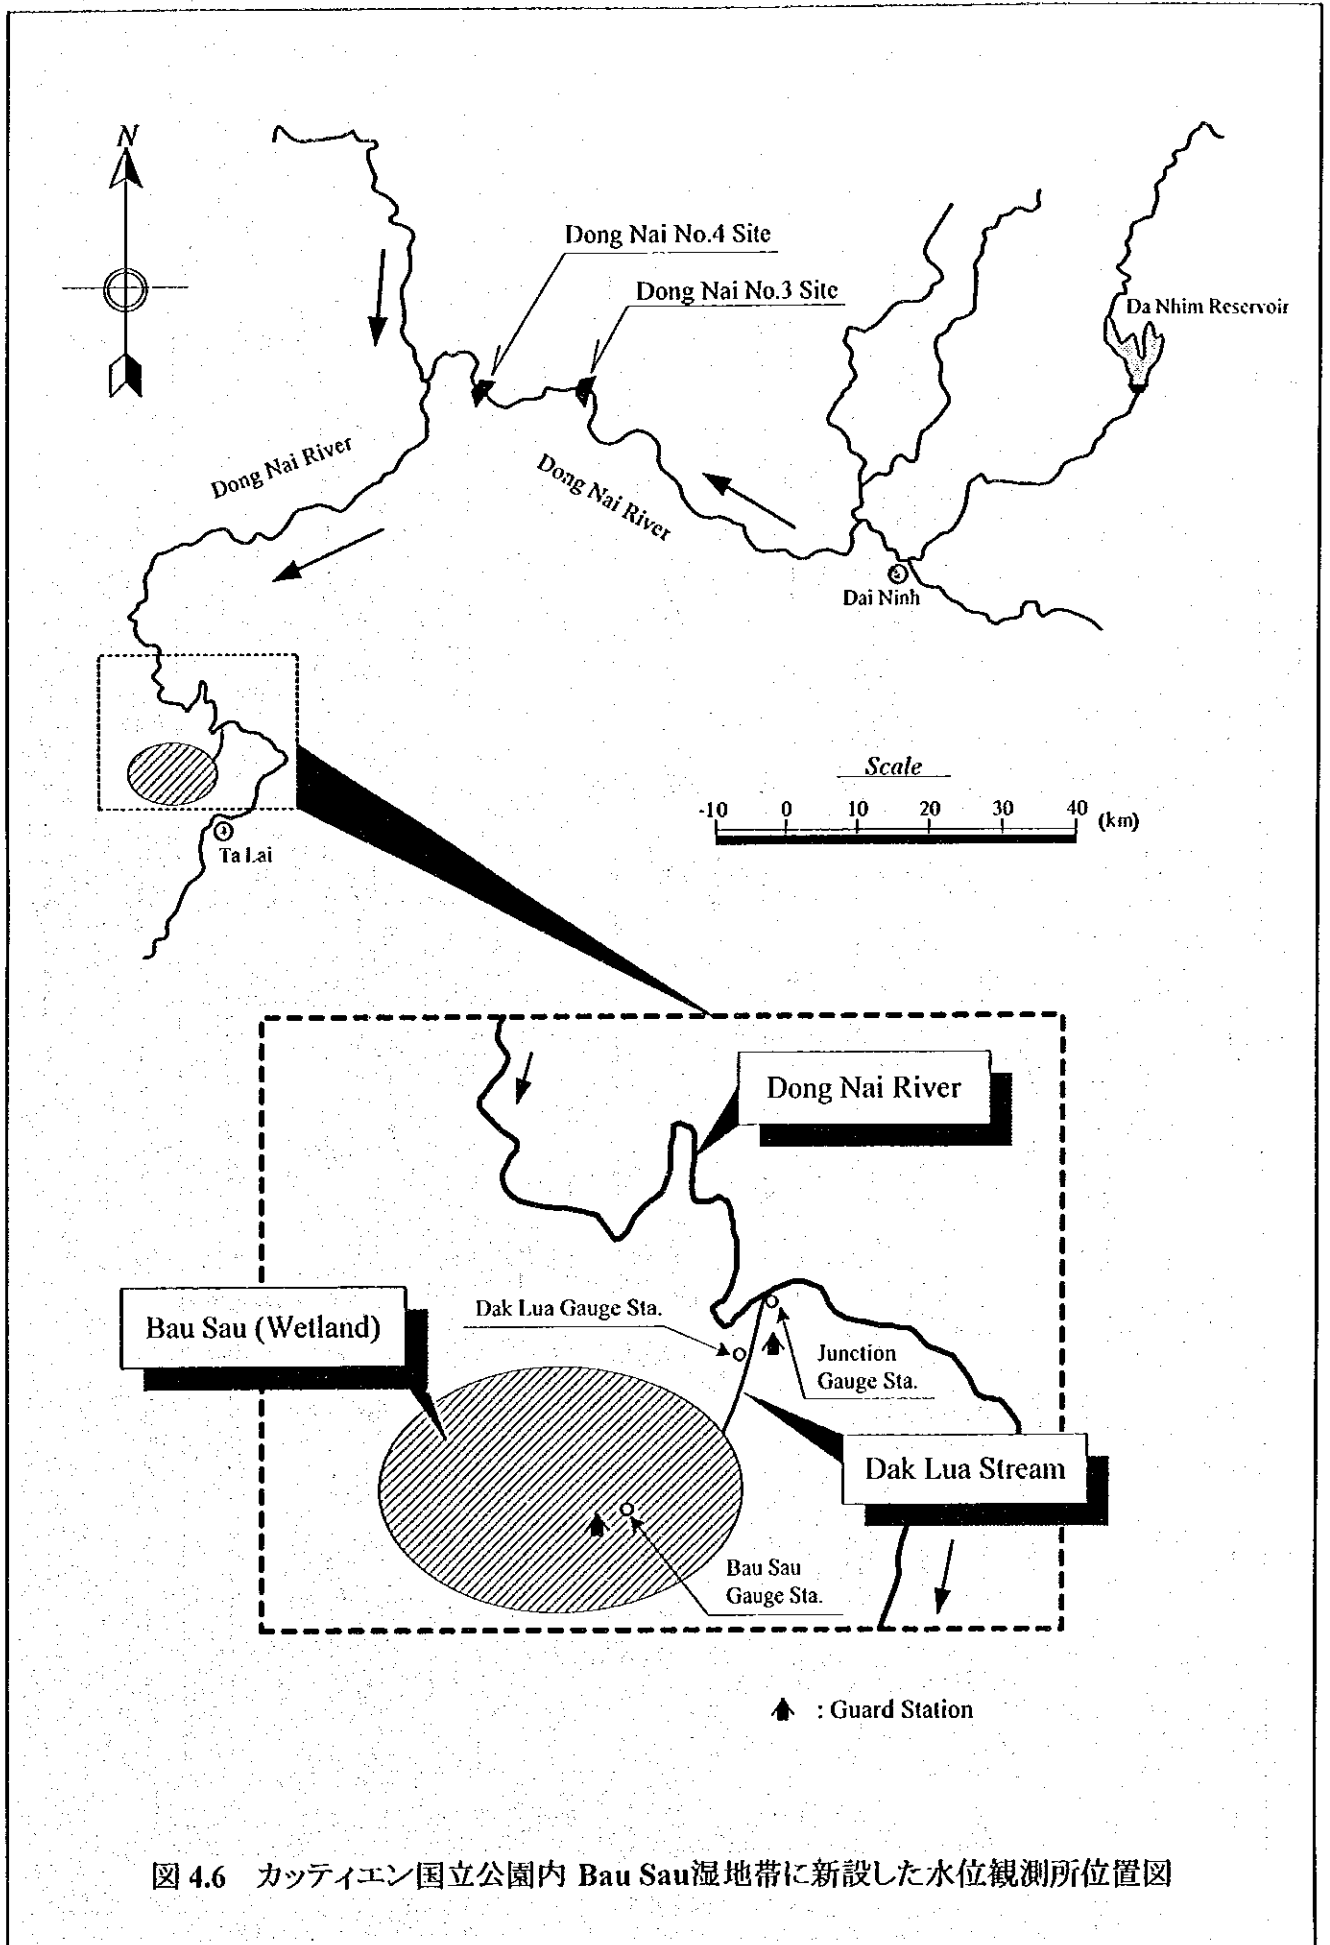 N
Dong Nai No.4 Site
Dong Nai No.3 Site
Da Nhim Reservoir
Dong Nai River
Dong Nai River
Dai Ninh
Scale
-10 0 10 20 30 40 (km)
Ta Lai
Dong Nai River
Bau Sau (Wetland)
Dak Lua Gauge Sta.
Junction
Gauge Sta.
Dak Lua Stream
Bau Sau
Gauge Sta.
: Guard Station
図 4.6 カッティエン国立公園内 Bau Sau湿地帯に新設した水位観測所位置図